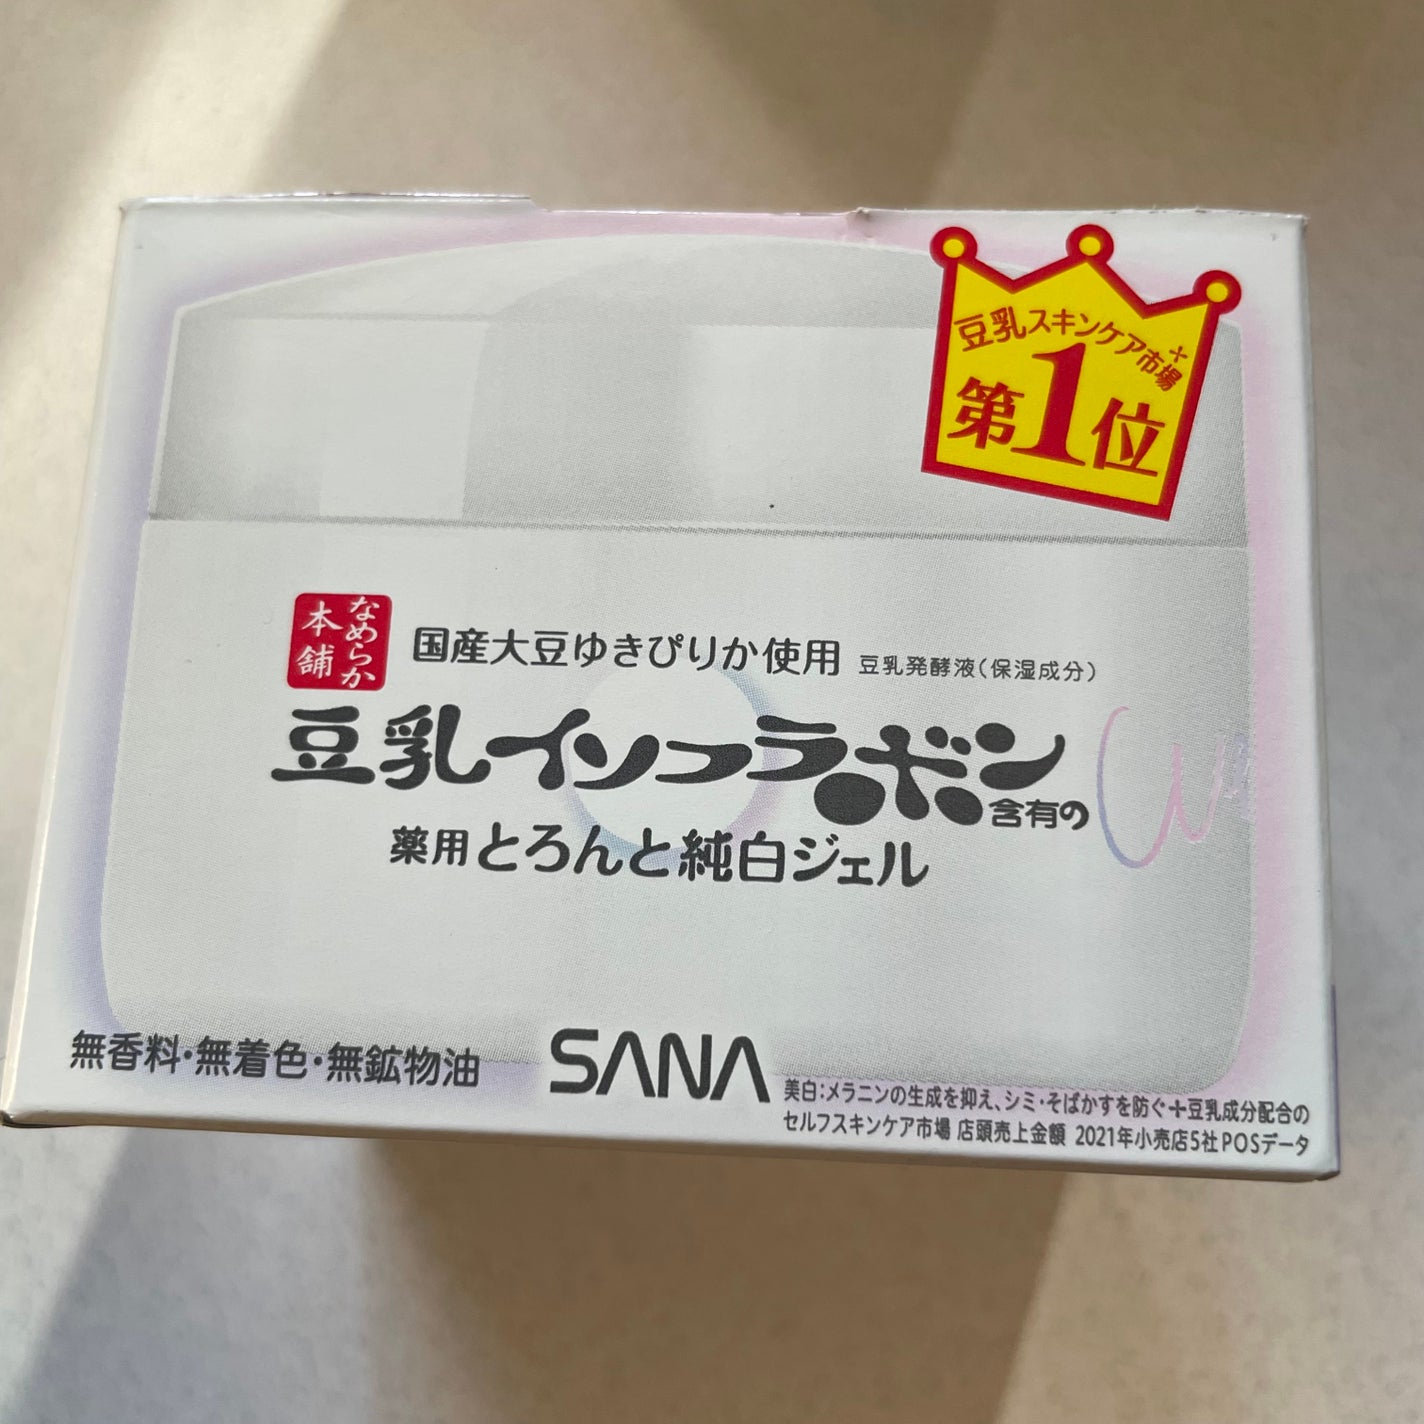 豆乳スキンケア市場+
第1位
なめらか
本舗
国産大豆ゆきぴりか使用 豆乳発酵液(保湿成分)
豆乳イソフラボン含有の
薬用とろんと純白ジェル
無香料・無着色・無鉱物油
SANA
美白:メラニンの生成を抑え、シミ・そばかすを防ぐ+豆乳成分配合の
セルフスキンケア市場 店頭売上金額 2021年小売店5社POSデータ